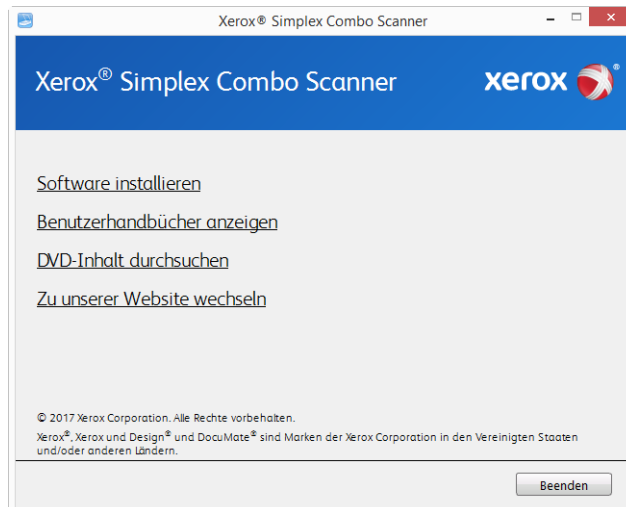 Xerox® Simplex Combo Scanner
Xerox® Simplex Combo Scanner
xerox ®
Software installieren
Benutzerhandbücher anzeigen
DVD-Inhalt durchsuchen
Zu unserer Website wechseln
© 2017 Xerox Corporation. Alle Rechte vorbehalten.
Xerox®, Xerox und Design® und DocuMate® sind Marken der Xerox Corporation in den Vereinigten Staaten
und/oder anderen Ländern.
Beenden